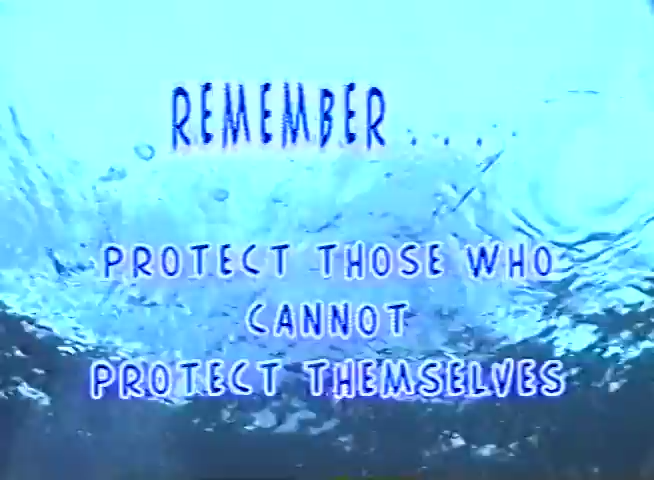 REMEMBER....
PROTECT THOSE WHO
CANNOT
PROTECT THEMSELVES